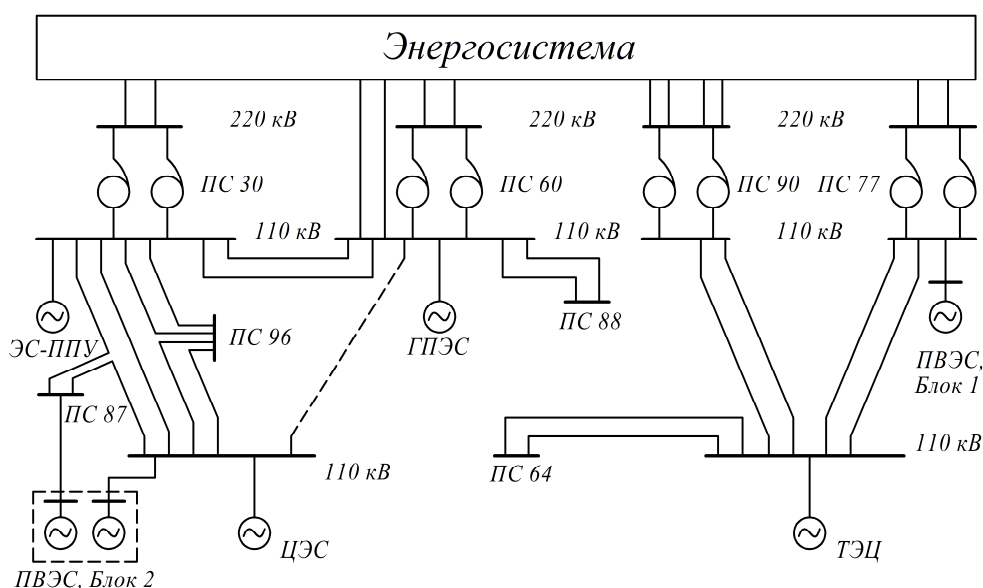 Энергосистема
220 кВ
220 кВ
220 кВ
ПС 30
ПС 60
ПС 90
ПС 77
110 кВ
110 кВ
110 кВ
ЭС-ППУ
ПС 96
ГПЭС
ПС 88
ПВЭС,
Блок 1
ПС 87
110 кВ
ПС 64
110 кВ
ЦЭС
ТЭЦ
ПВЭС, Блок 2